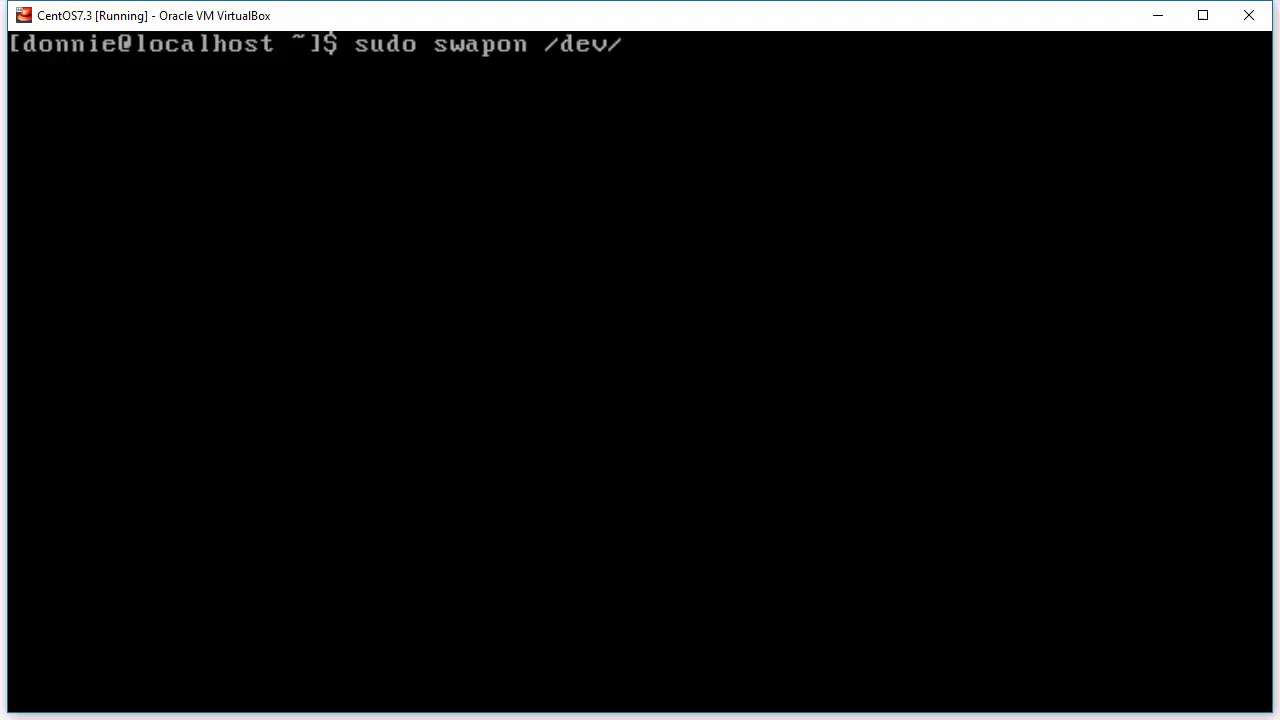 CentOS7.3 [Running] - Oracle VM VirtualBox
[donnie@localhost ~]$ sudo swapon /dev/